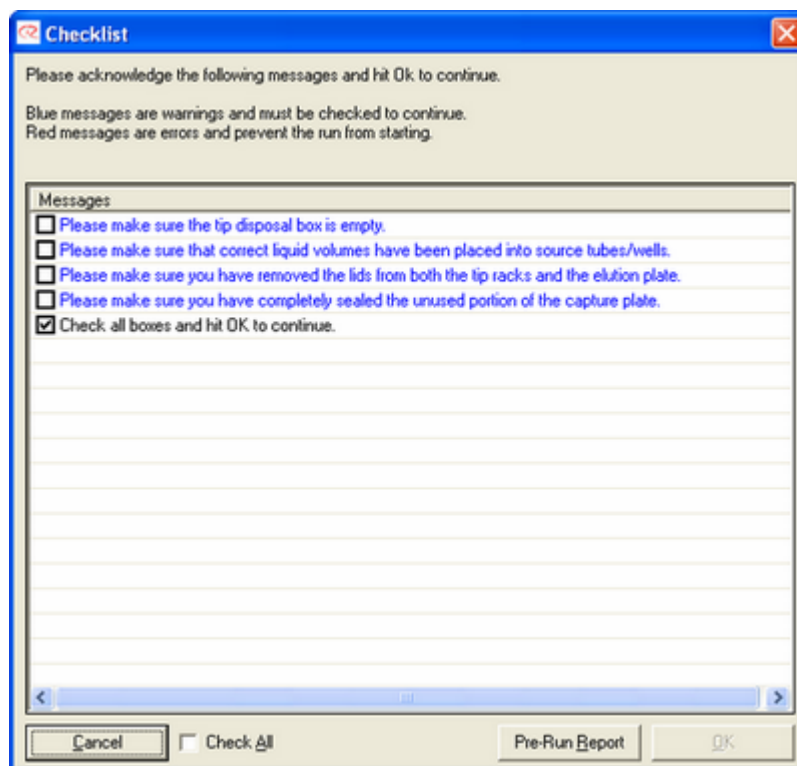 Checklist
Please acknowledge the following messages and hit Ok to continue.
Blue messages are warnings and must be checked to continue.
Red messages are errors and prevent the run from starting.
Messages
Please make sure the tip disposal box is empty.
Please make sure that correct liquid volumes have been placed into source tubes/wells.
Please make sure you have removed the lids from both the tip racks and the elution plate.
Please make sure you have completely sealed the unused portion of the capture plate.
Check all boxes and hit OK to continue.
Cancel Check All Pre-Run Report OK